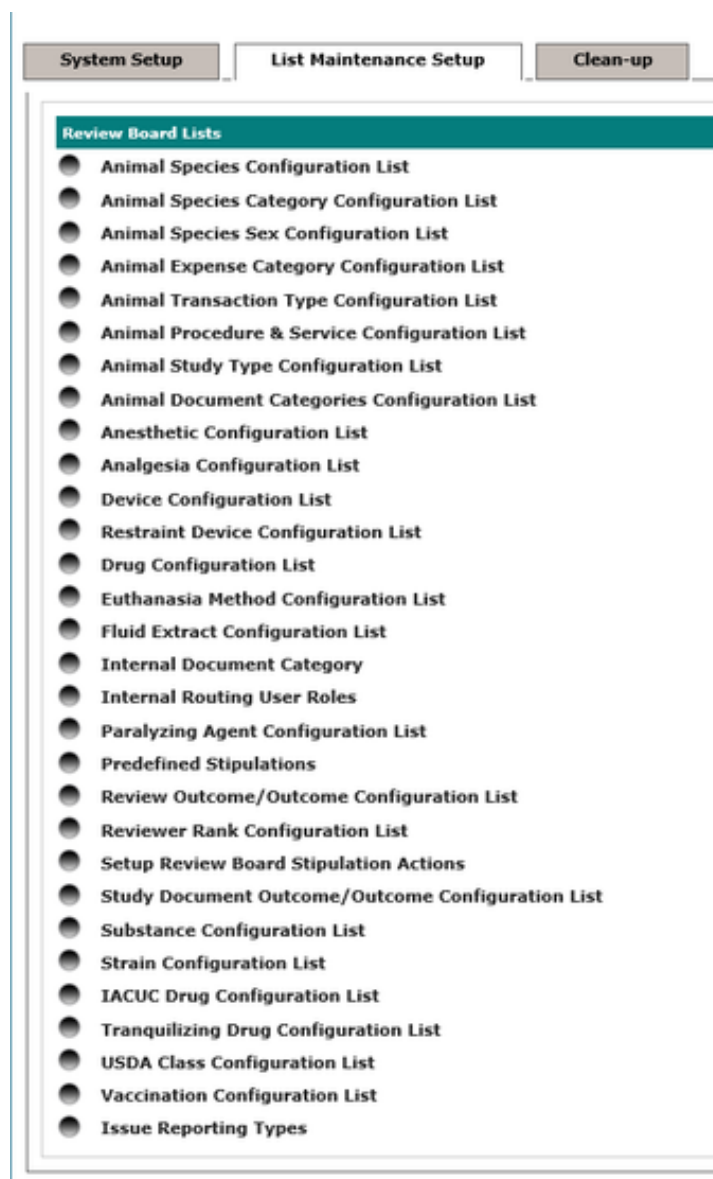 System Setup List Maintenance Setup Clean-up
Review Board Lists
Animal Species Configuration List
Animal Species Category Configuration List
Animal Species Sex Configuration List
Animal Expense Category Configuration List
Animal Transaction Type Configuration List
Animal Procedure & Service Configuration List
Animal Study Type Configuration List
Animal Document Categories Configuration List
Anesthetic Configuration List
Analgesia Configuration List
Device Configuration List
Restraint Device Configuration List
Drug Configuration List
Euthanasia Method Configuration List
Fluid Extract Configuration List
Internal Document Category
Internal Routing User Roles
Paralyzing Agent Configuration List
Predefined Stipulations
Review Outcome/Outcome Configuration List
Reviewer Rank Configuration List
Setup Review Board Stipulation Actions
Study Document Outcome/Outcome Configuration List
Substance Configuration List
Strain Configuration List
IACUC Drug Configuration List
Tranquilizing Drug Configuration List
USDA Class Configuration List
Vaccination Configuration List
Issue Reporting Types